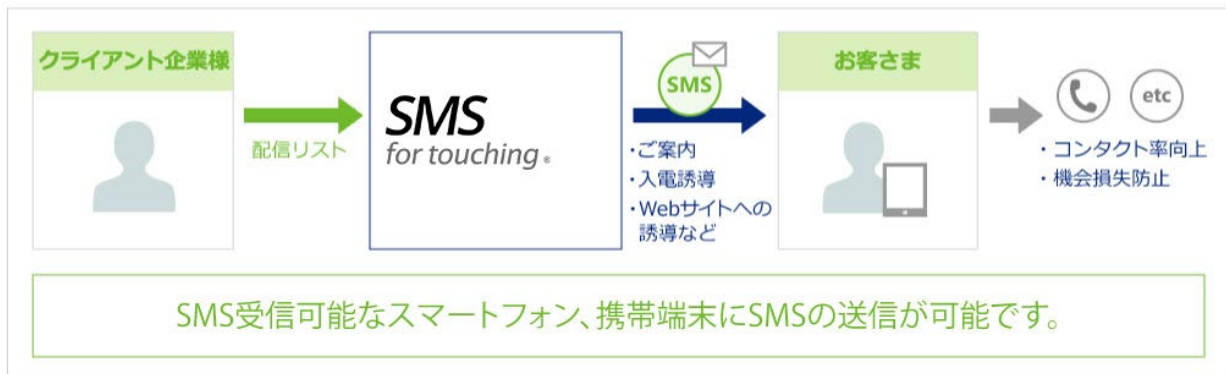 クライアント企業様
配信リスト
SMS
for touching®
SMS
・ご案内
・入電誘導
・Webサイトへの
誘導など
お客さま
etc
・コンタクト率向上
・機会損失防止
SMS受信可能なスマートフォン、携帯端末にSMSの送信が可能です。